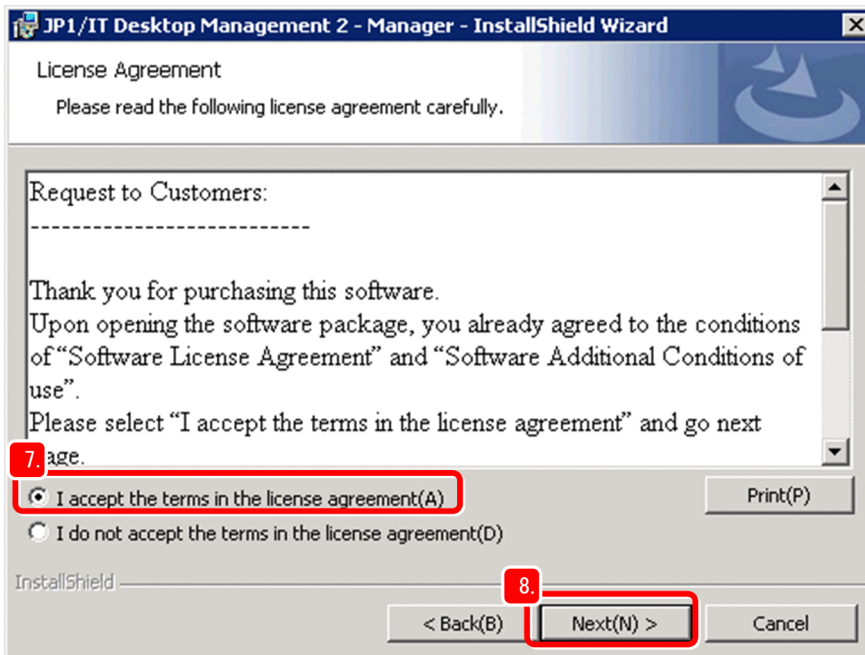 JP1/IT Desktop Management 2 - Manager - InstallShield Wizard
License Agreement
Please read the following license agreement carefully.
Request to Customers:
---------------------------
Thank you for purchasing this software.
Upon opening the software package, you already agreed to the conditions
of “Software License Agreement” and “Software Additional Conditions of
use”.
Please select “I accept the terms in the license agreement” and go next
age.
7.
I accept the terms in the license agreement(A)
Print(P)
I do not accept the terms in the license agreement(D)
InstallShield
8.
< Back(B)
Next(N) >
Cancel